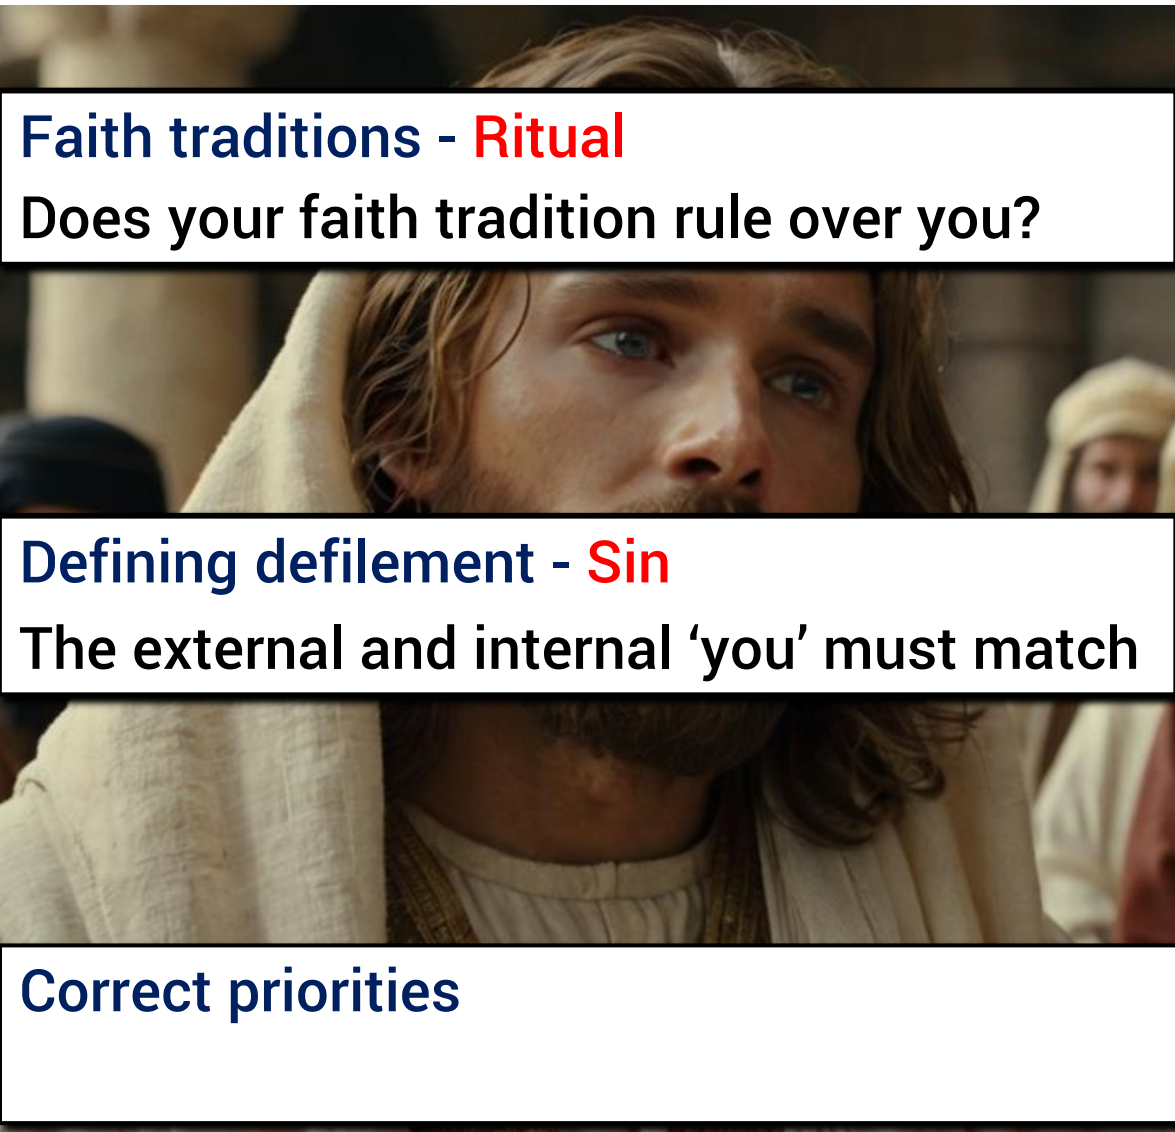 Faith traditions - Ritual
Does your faith tradition rule over you?
Defining defilement - Sin
The external and internal ‘you’ must match
Correct priorities